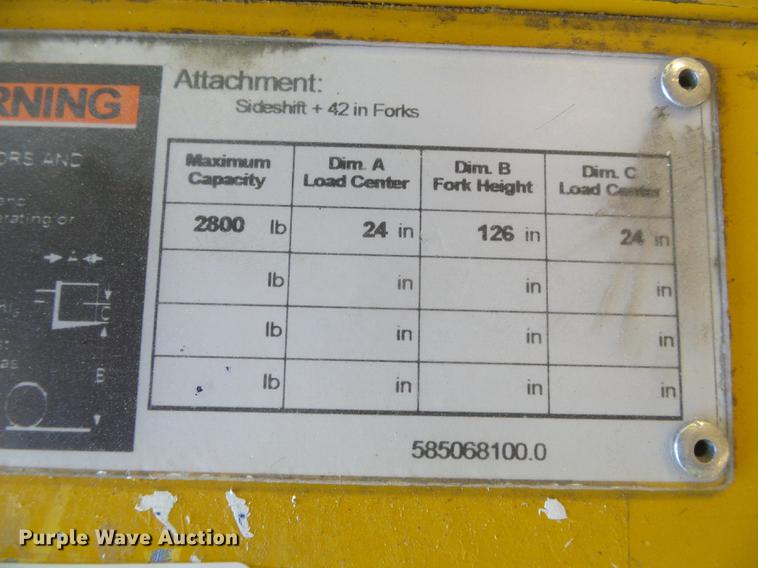 RNING
ORS AND
and
erating or
A
C
B
Attachment:
Sideshift + 42 in Forks
Maximum Capacity Dim. A Load Center Dim. B Fork Height Dim. C Load Center
2800 lb 24 in 126 in 24 in
lb in in in
lb in in in
lb in in in
585068100.0
Purple Wave Auction